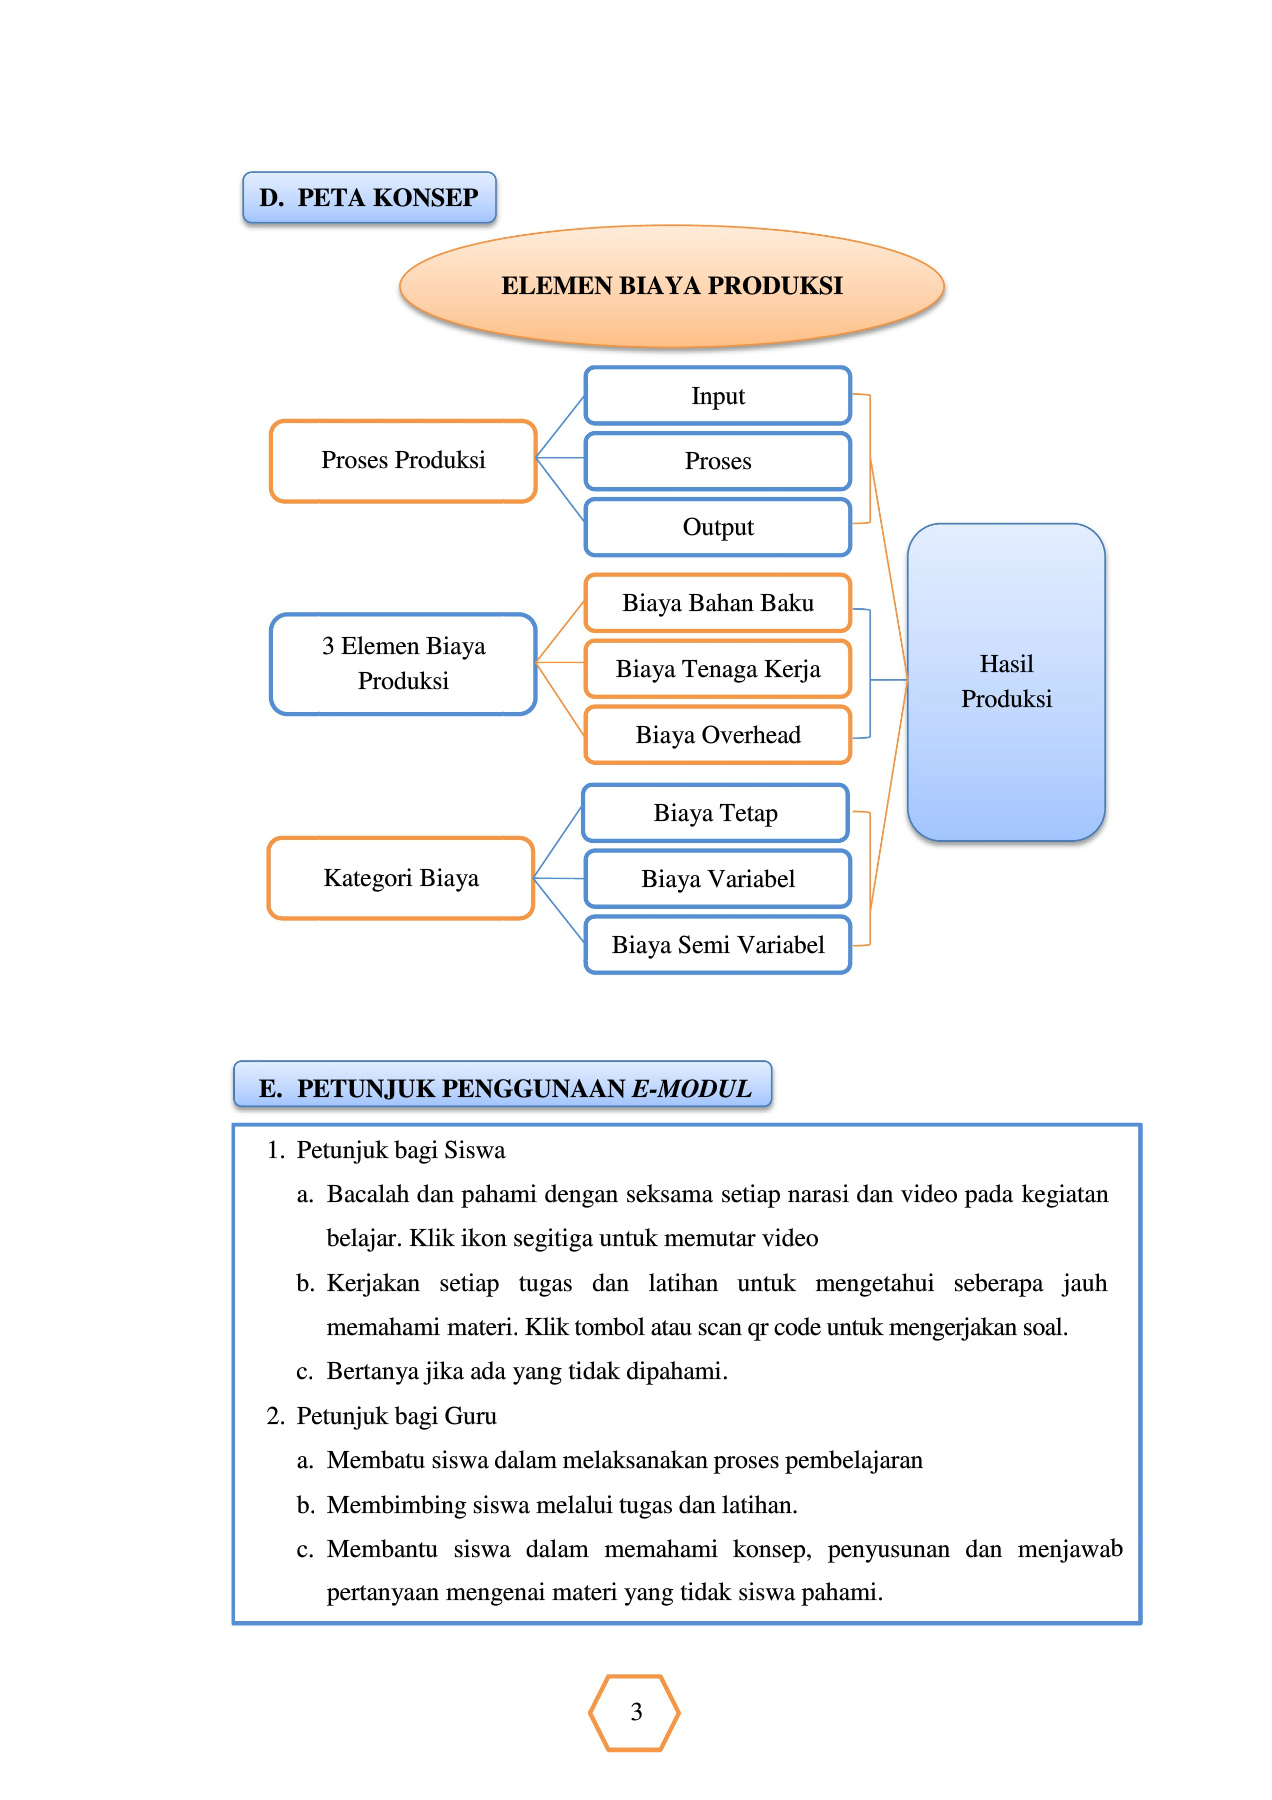 D. PETA KONSEP
ELEMEN BIAYA PRODUKSI
Proses Produksi
Input
Proses
Output
3 Elemen Biaya
Produksi
Biaya Bahan Baku
Biaya Tenaga Kerja
Biaya Overhead
Kategori Biaya
Biaya Tetap
Biaya Variabel
Biaya Semi Variabel
Hasil
Produksi
E. PETUNJUK PENGGUNAAN E-MODUL
1. Petunjuk bagi Siswa
a. Bacalah dan pahami dengan seksama setiap narasi dan video pada kegiatan
belajar. Klik ikon segitiga untuk memutar video
b. Kerjakan setiap tugas dan latihan untuk mengetahui seberapa jauh
memahami materi. Klik tombol atau scan qr code untuk mengerjakan soal.
c. Bertanya jika ada yang tidak dipahami.
2. Petunjuk bagi Guru
a. Membatu siswa dalam melaksanakan proses pembelajaran
b. Membimbing siswa melalui tugas dan latihan.
c. Membantu siswa dalam memahami konsep, penyusunan dan menjawab
pertanyaan mengenai materi yang tidak siswa pahami.
3